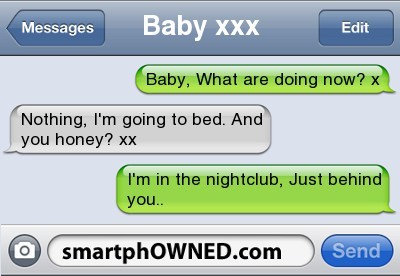 Messages
Baby xxx
Edit
Baby, What are doing now? x
Nothing, I'm going to bed. And
you honey? xx
I'm in the nightclub, Just behind
you..
smartphOWNED.com
Send